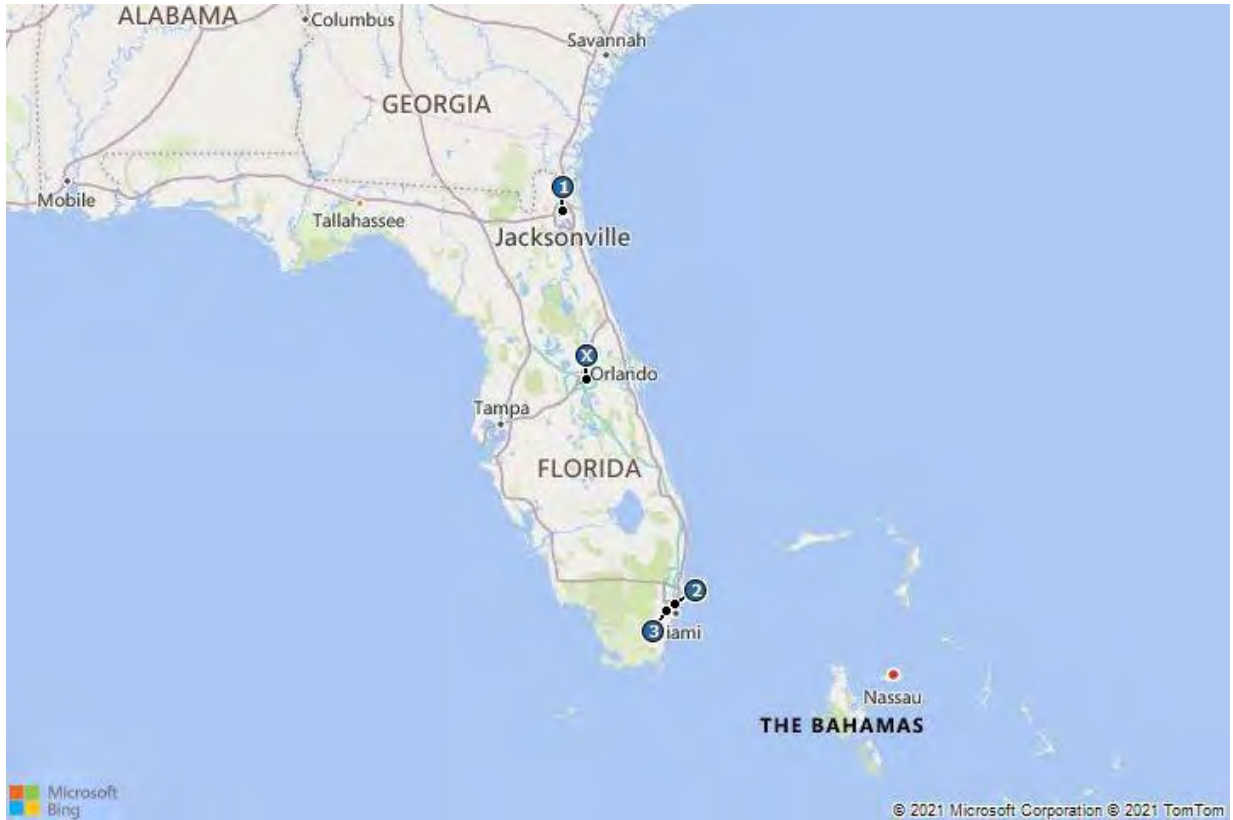 ALABAMA
Columbus
Savannah
GEORGIA
1
Mobile
Tallahassee
Jacksonville
X
Orlando
Tampa
FLORIDA
2
3
iami
Nassau
THE BAHAMAS
Microsoft
Bing
© 2021 Microsoft Corporation © 2021 TomTom